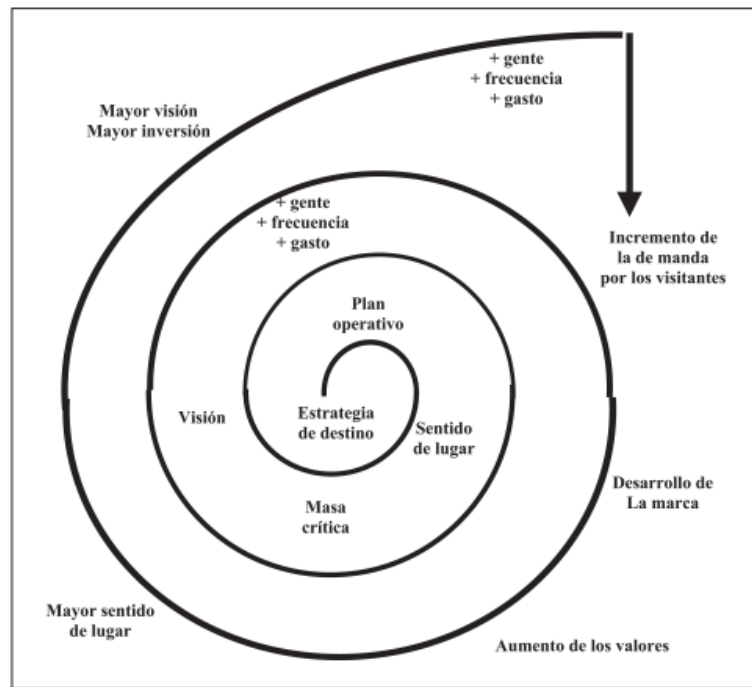 + gente
+ frecuencia
+ gasto
Mayor visión
Mayor inversión
+ gente
+ frecuencia
+ gasto
Incremento de
la de manda
por los visitantes
Plan
operativo
Visión
Estrategia
de destino
Sentido
de lugar
Desarrollo de
La marca
Masa
crítica
Mayor sentido
de lugar
Aumento de los valores